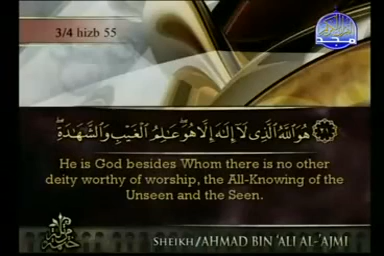 3/4 hizb 55
المجد
هُوَ اللَّهُ الَّذِي لَا إِلَهَ إِلَّا هُوَ عَالِمُ الْغَيْبِ وَالشَّهَادَةِ
He is God besides Whom there is no other
deity worthy of worship, the All-Knowing of the
Unseen and the Seen.
SHEIKH/AHMAD BIN 'ALI AL-'AJMI